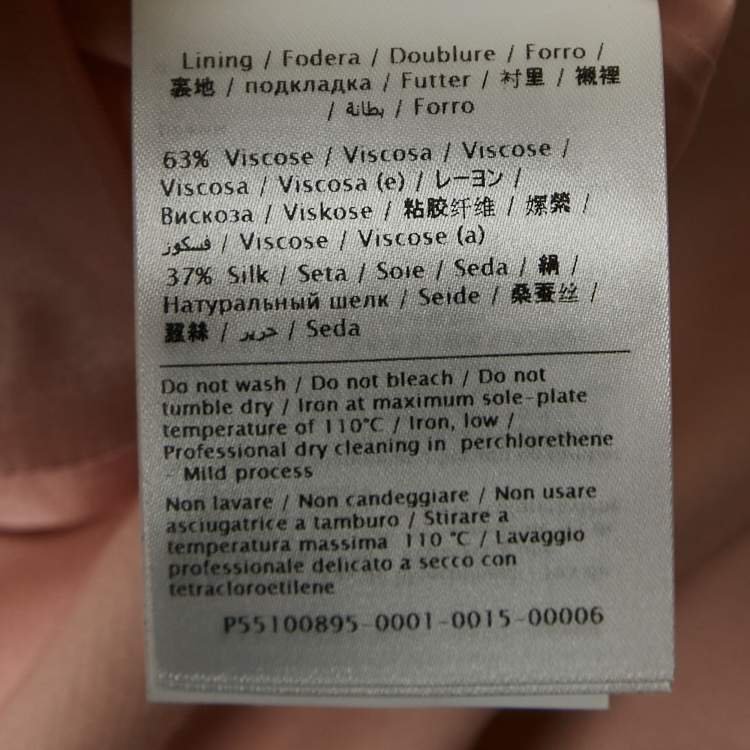 Lining / Fodera / Doublure / Forro /
裏地 / подкладка / Futter / 衬里 / 襯裡
/ بطانة / Forro
63% Viscose / Viscosa / Viscose /
Viscosa / Viscosa (e) / レーヨン /
Вискоза / Viskose / 粘胶纤维 / 嫘縈 /
فسكوز / Viscose / Viscose (a)
37% Silk / Seta / Soie / Seda / 絹 /
Натуральный шелк / Seide / 桑蚕丝 /
蠶絲 / حرير / Seda
Do not wash / Do not bleach / Do not
tumble dry / Iron at maximum sole-plate
temperature of 110°C / Iron, low /
Professional dry cleaning in perchlorethene
- Mild process
Non lavare / Non candeggiare / Non usare
asciugatrice a tamburo / Stirare a
temperatura massima 110 °C / Lavaggio
professionale delicato a secco con
tetracloroetilene
P55100895-0001-0015-00006